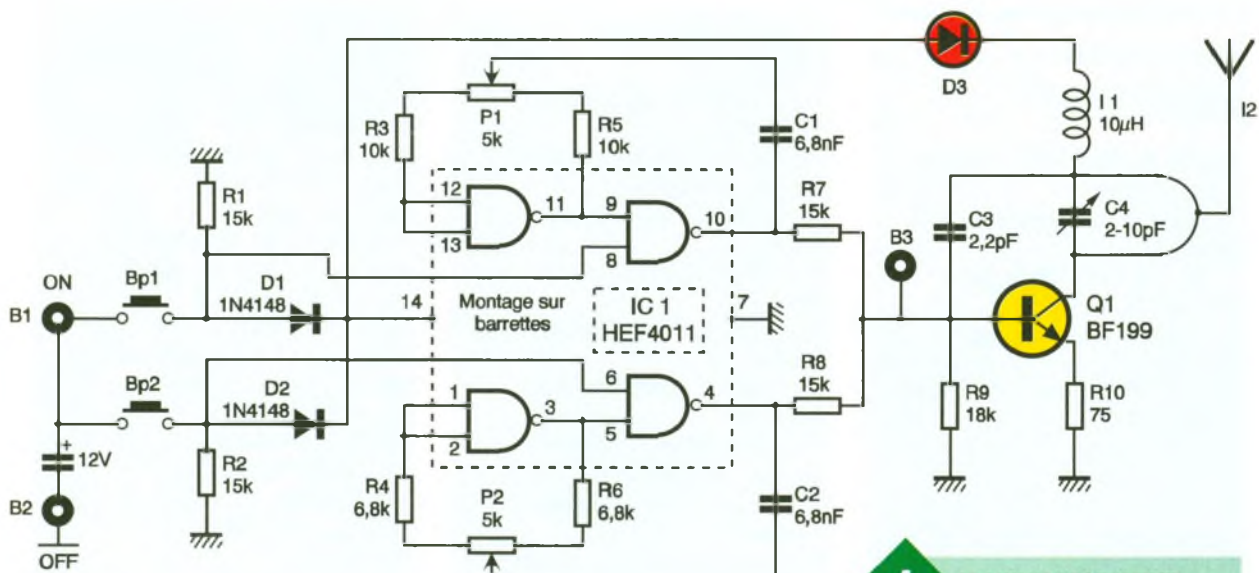 D3
I2
I 1
10µH
R3
10k
P1
5k
R5
10k
C1
6,8nF
R1
15k
12
13
11
9
8
10
R7
15k
B3
C3
2,2pF
C4
2-10pF
ON
B1
Bp1
D1
1N4148
14
Montage sur
barrettes
IC 1
HEF4011
7
Q1
BF199
Bp2
D2
1N4148
1
2
3
6
5
4
R8
15k
R9
18k
R10
75
+
12V
R2
15k
R4
6,8k
P2
5k
R6
6,8k
C2
6,8nF
B2
OFF